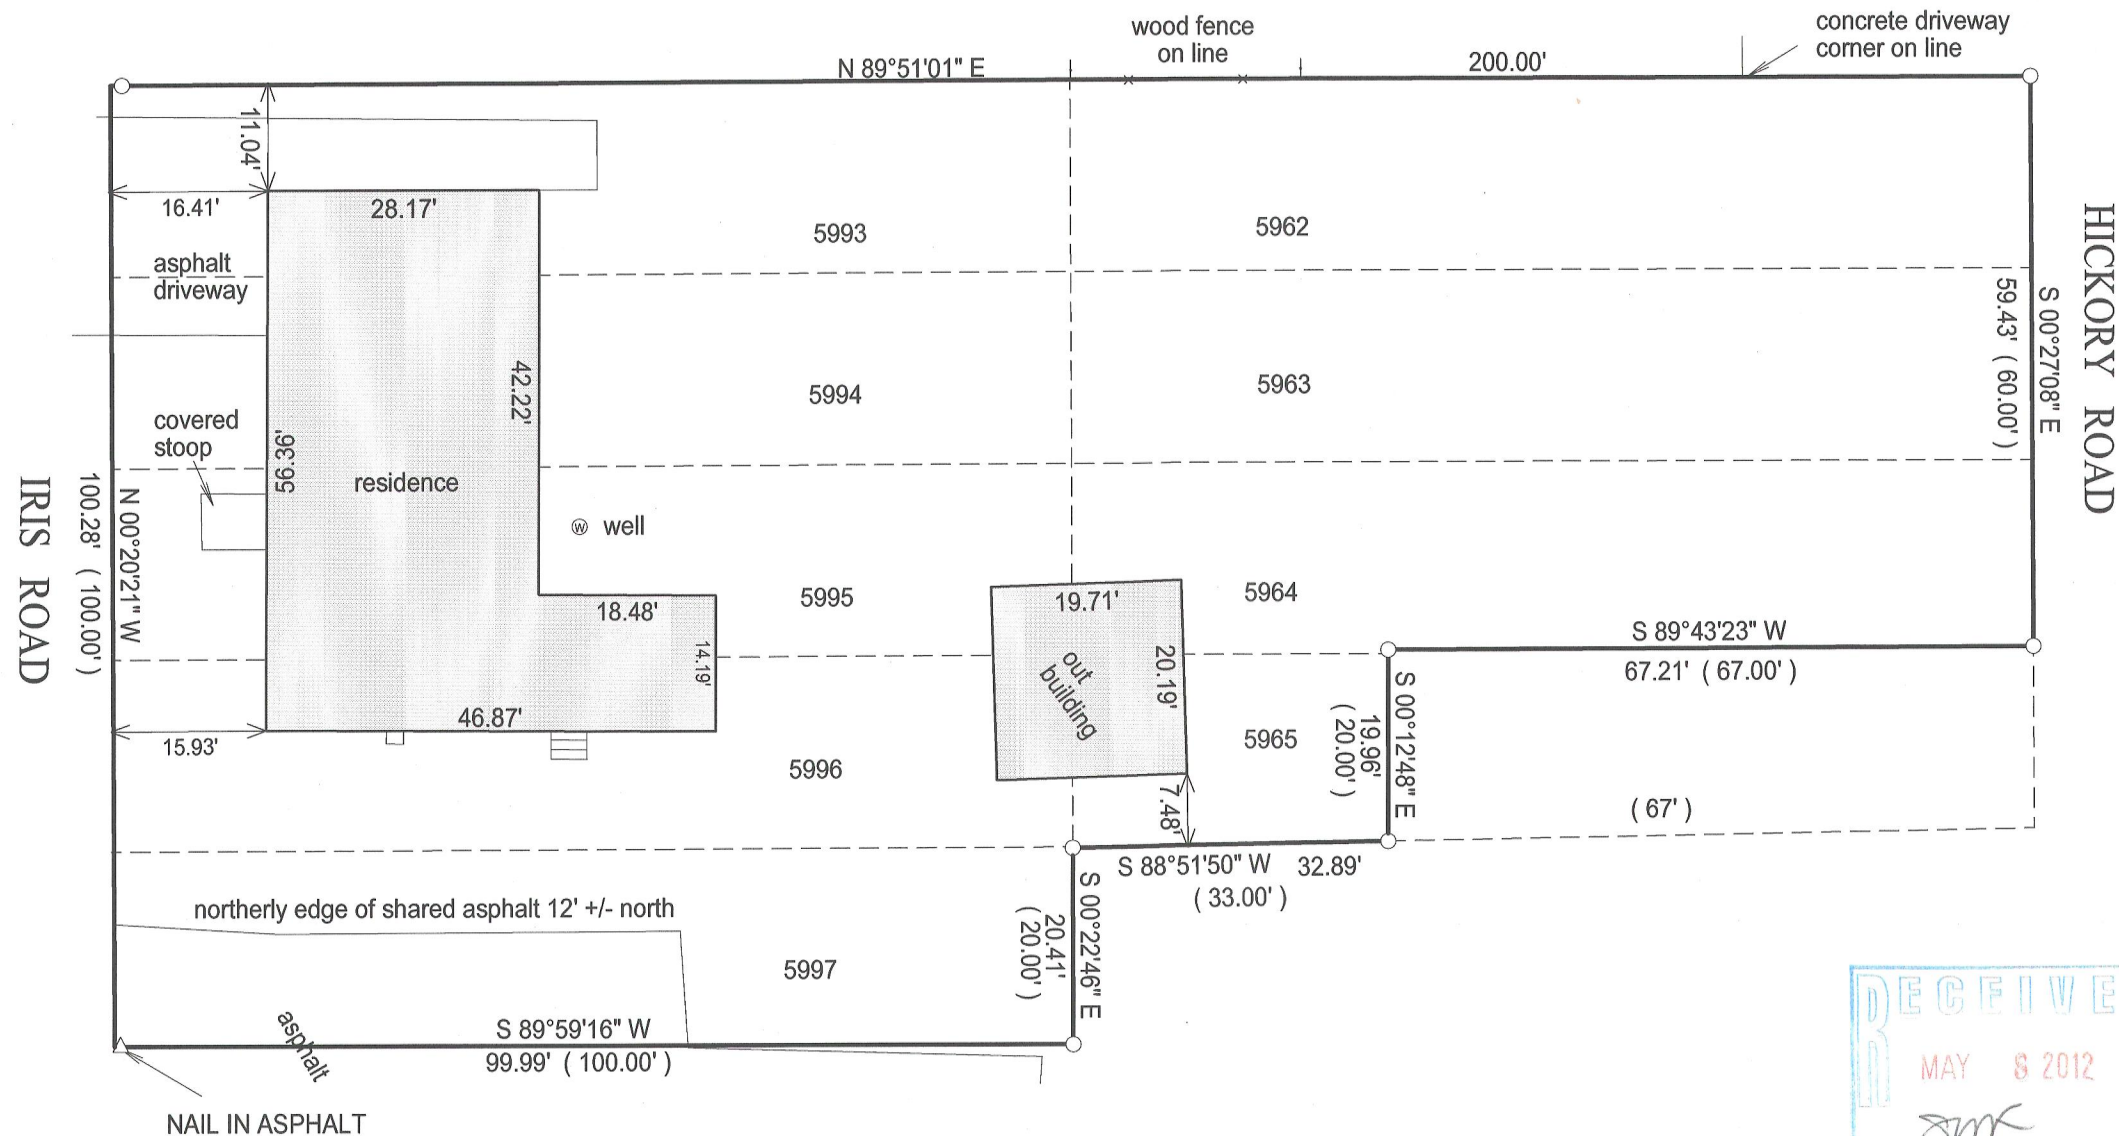 wood fence
on line
concrete driveway
corner on line
N 89°51'01" E
200.00'
11.04'
16.41'
28.17'
5993
5962
asphalt
driveway
HICKORY ROAD
S 00°27'08" E
59.43' ( 60.00' )
42.22'
5994
5963
covered
stoop
56.36'
residence
IRIS ROAD
N 00°20'21" W
100.28' ( 100.00' )
w well
18.48'
14.19'
5995
19.71'
20.19'
out
building
5964
S 89°43'23" W
67.21' ( 67.00' )
46.87'
15.93'
5996
5965
S 00°12'48" E
19.96'
( 20.00' )
( 67' )
7.48'
S 88°51'50" W 32.89'
( 33.00' )
northerly edge of shared asphalt 12' +/- north
5997
S 00°22'46" E
20.41'
( 20.00' )
asphalt
S 89°59'16" W
99.99' ( 100.00' )
NAIL IN ASPHALT
RECEIVE
MAY 8 2012